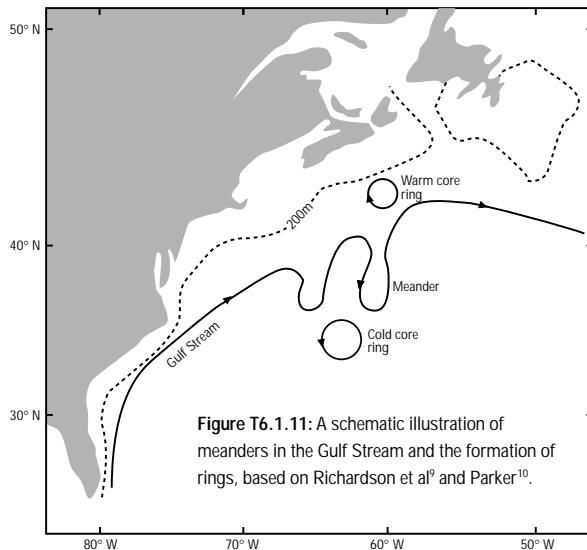 50° N
Warm core
ring
200m
40° N
Meander
Gulf Stream
Cold core
ring
30° N
Figure T6.1.11: A schematic illustration of
meanders in the Gulf Stream and the formation of
rings, based on Richardson et al⁹ and Parker¹⁰.
80° W
70° W
60° W
50° W